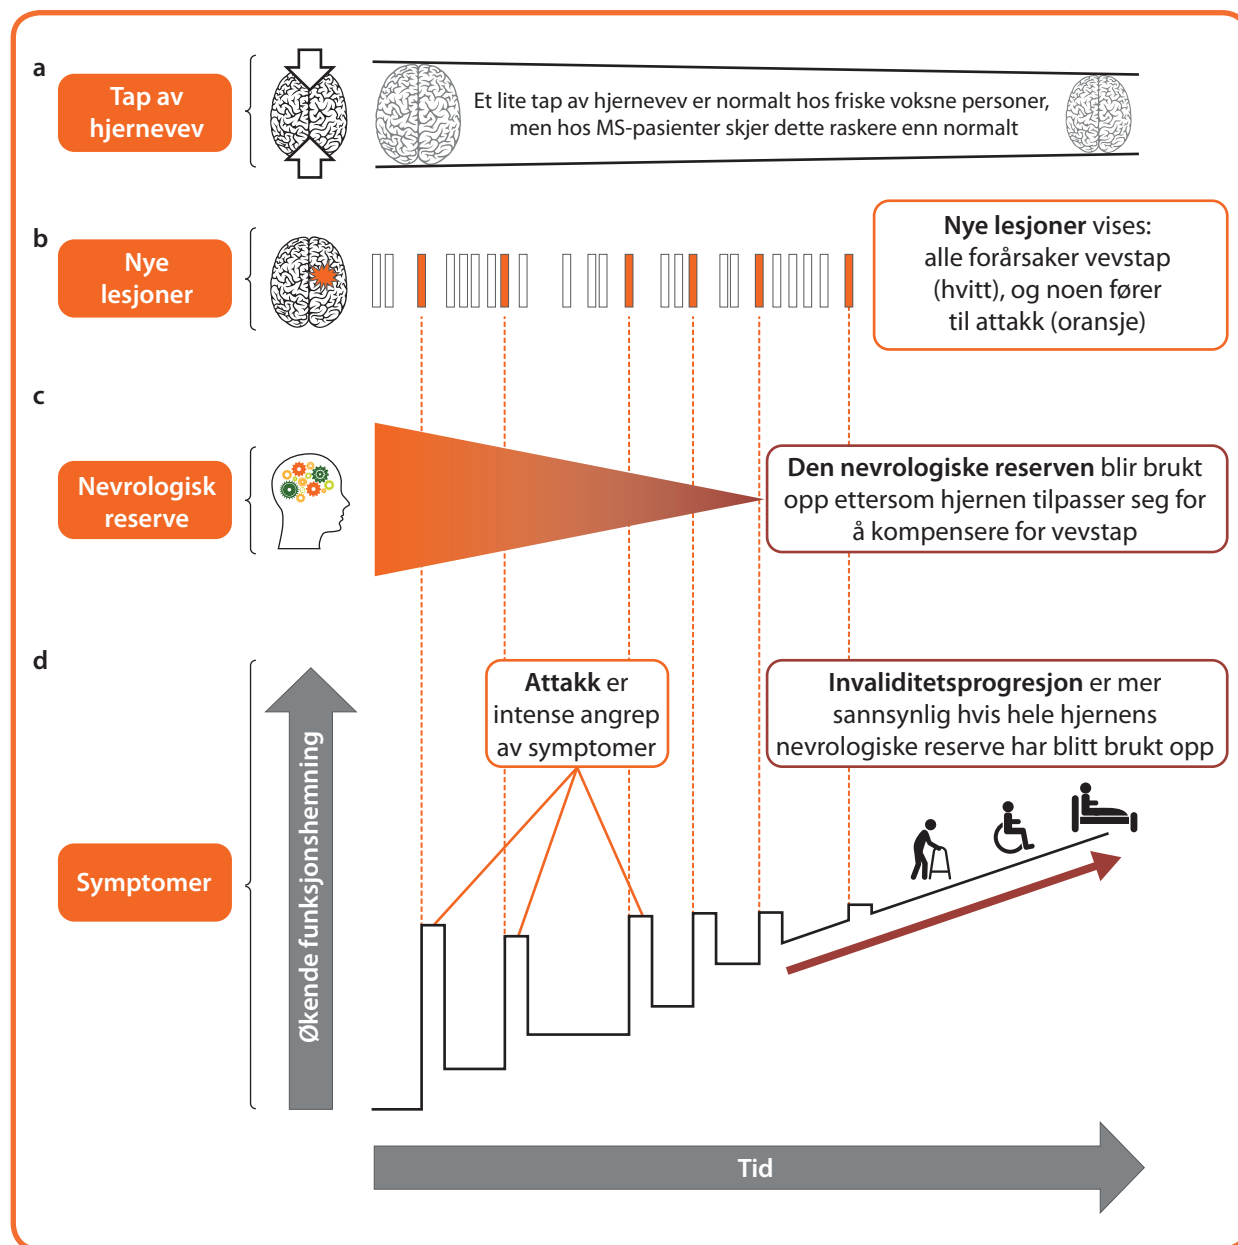 a
Tap av
hjernevev
Et lite tap av hjernevev er normalt hos friske voksne personer,
men hos MS-pasienter skjer dette raskere enn normalt
b
Nye
lesjoner
Nye lesjoner vises:
alle forårsaker vevstap
(hvitt), og noen fører
til attakk (oransje)
c
Nevrologisk
reserve
Den nevrologiske reserven blir brukt
opp ettersom hjernen tilpasser seg for
å kompensere for vevstap
d
Symptomer
Økende funksjonshemning
Attakk er
intense angrep
av symptomer
Invaliditetsprogresjon er mer
sannsynlig hvis hele hjernens
nevrologiske reserve har blitt brukt opp
Tid